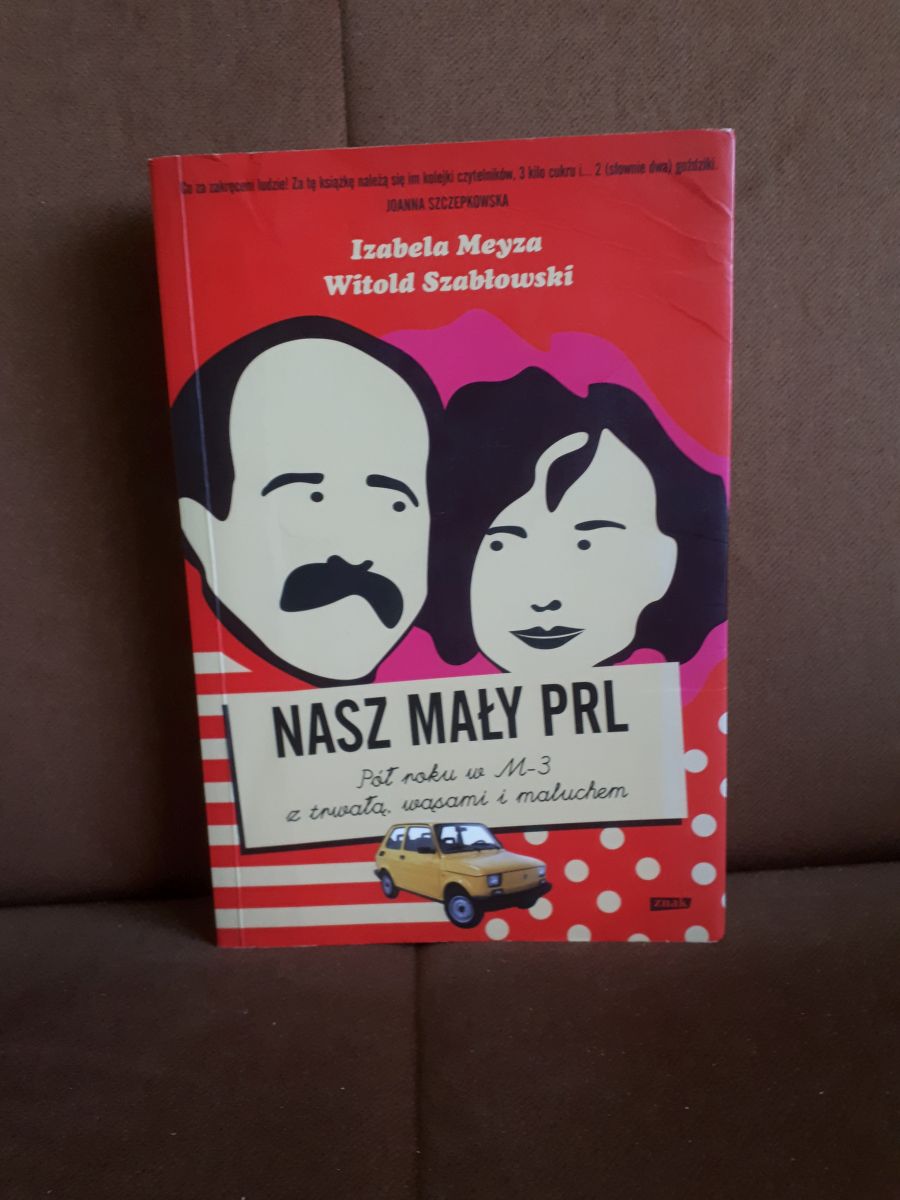 Co za zakręceni ludzie! Za tę książkę należą się im kolejki czytelników, 3 kilo cukru i... 2 (słownie dwa) goździki.
JOANNA SZCZEPKOWSKA
Izabela Meyza
Witold Szabłowski
NASZ MAŁY PRL
Pół roku w M-3
z trwałą, wąsami i maluchem
znak